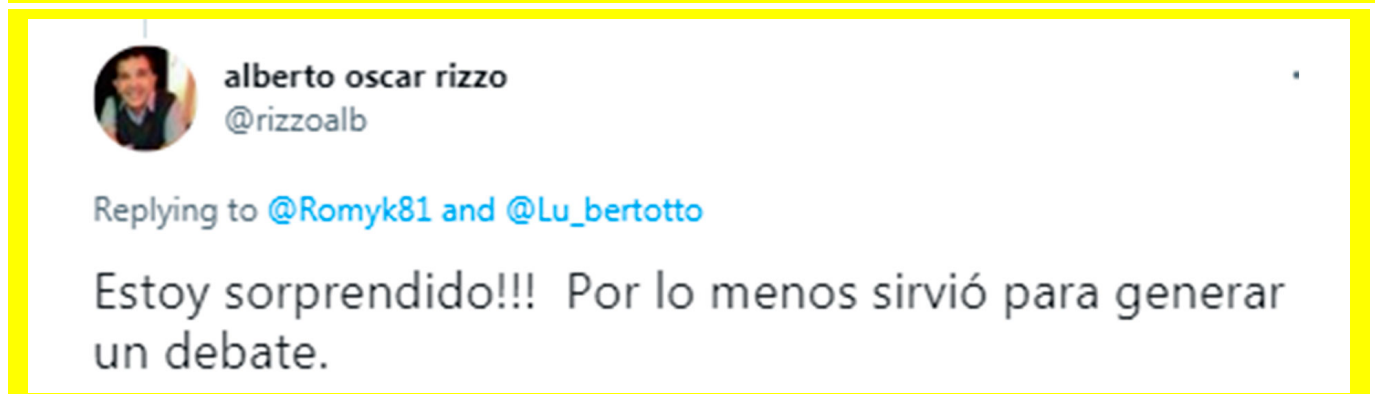 alberto oscar rizzo
@rizzoalb
Replying to @Romyk81 and @Lu_bertotto
Estoy sorprendido!!!  Por lo menos sirvió para generar
un debate.